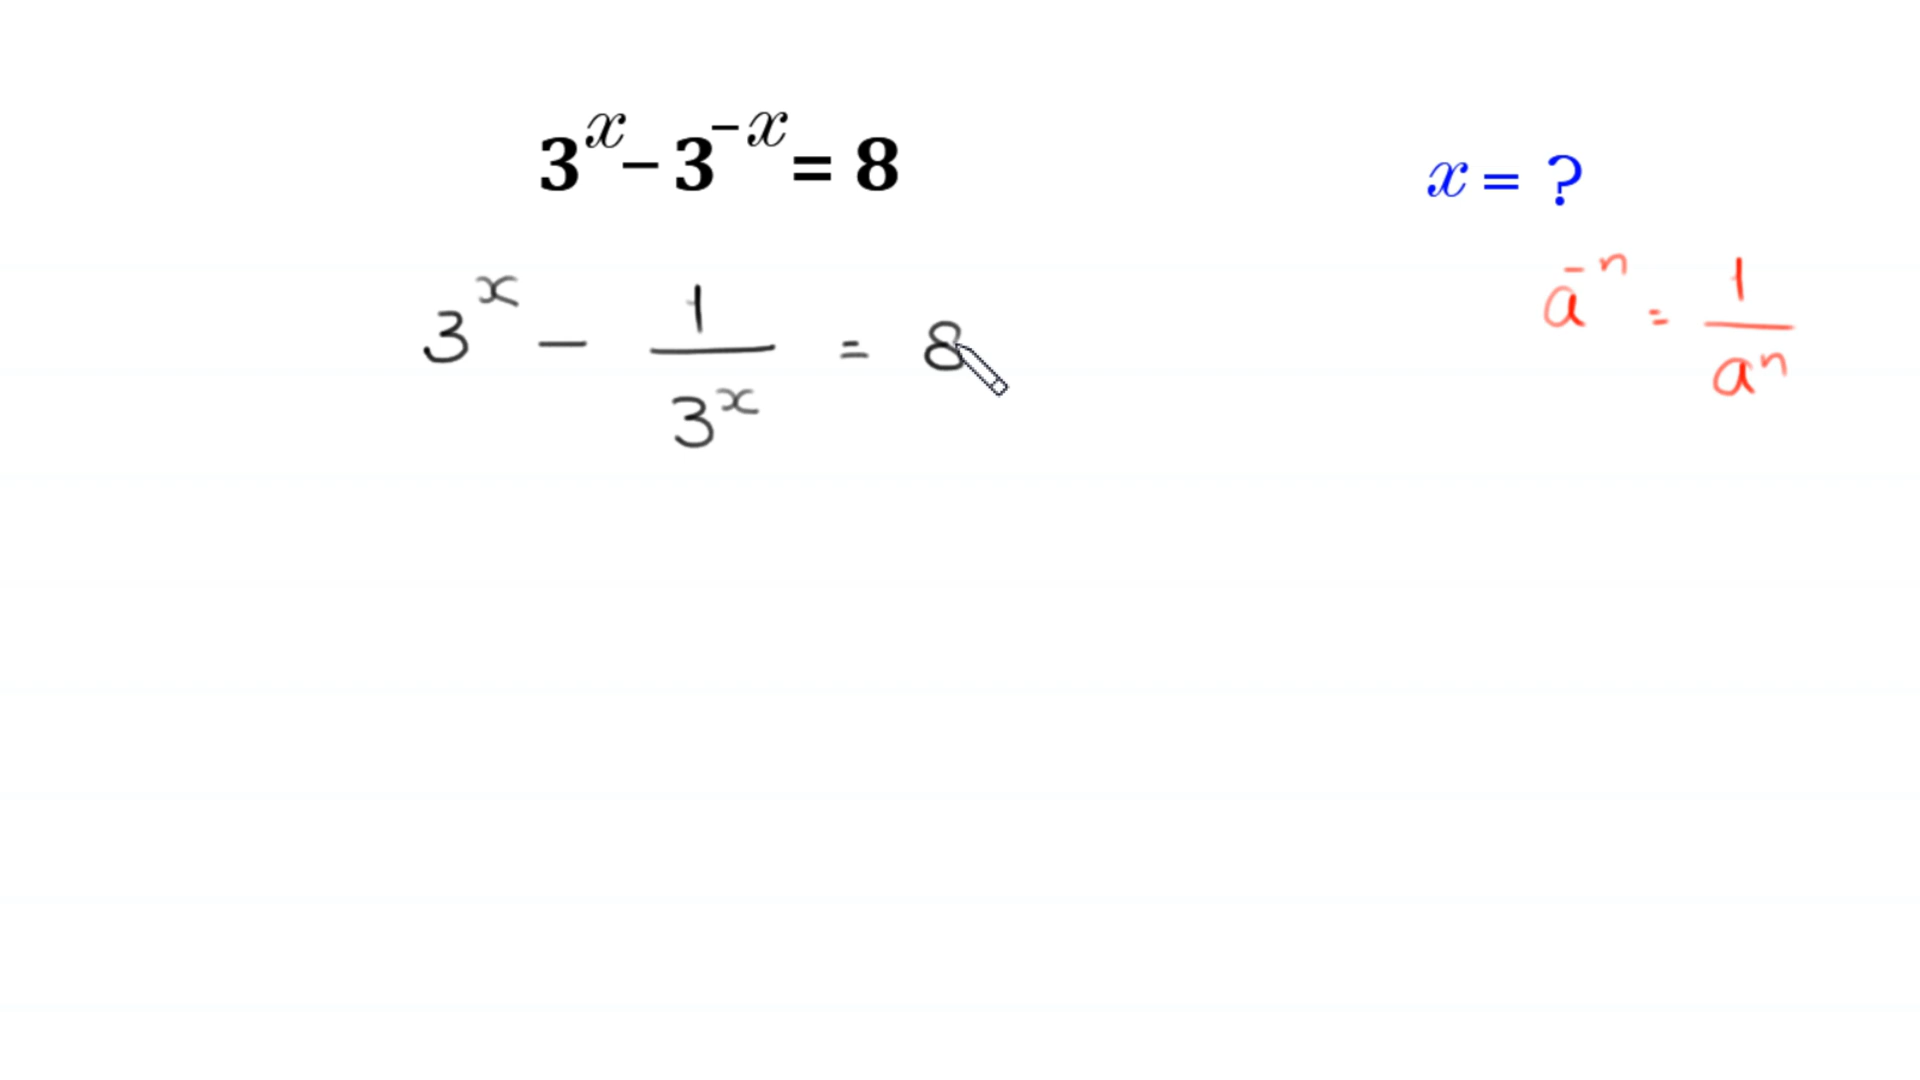 3^x − 3^−x = 8
x = ?
a^−n = 1/a^n
3^x − 1/3^x = 8